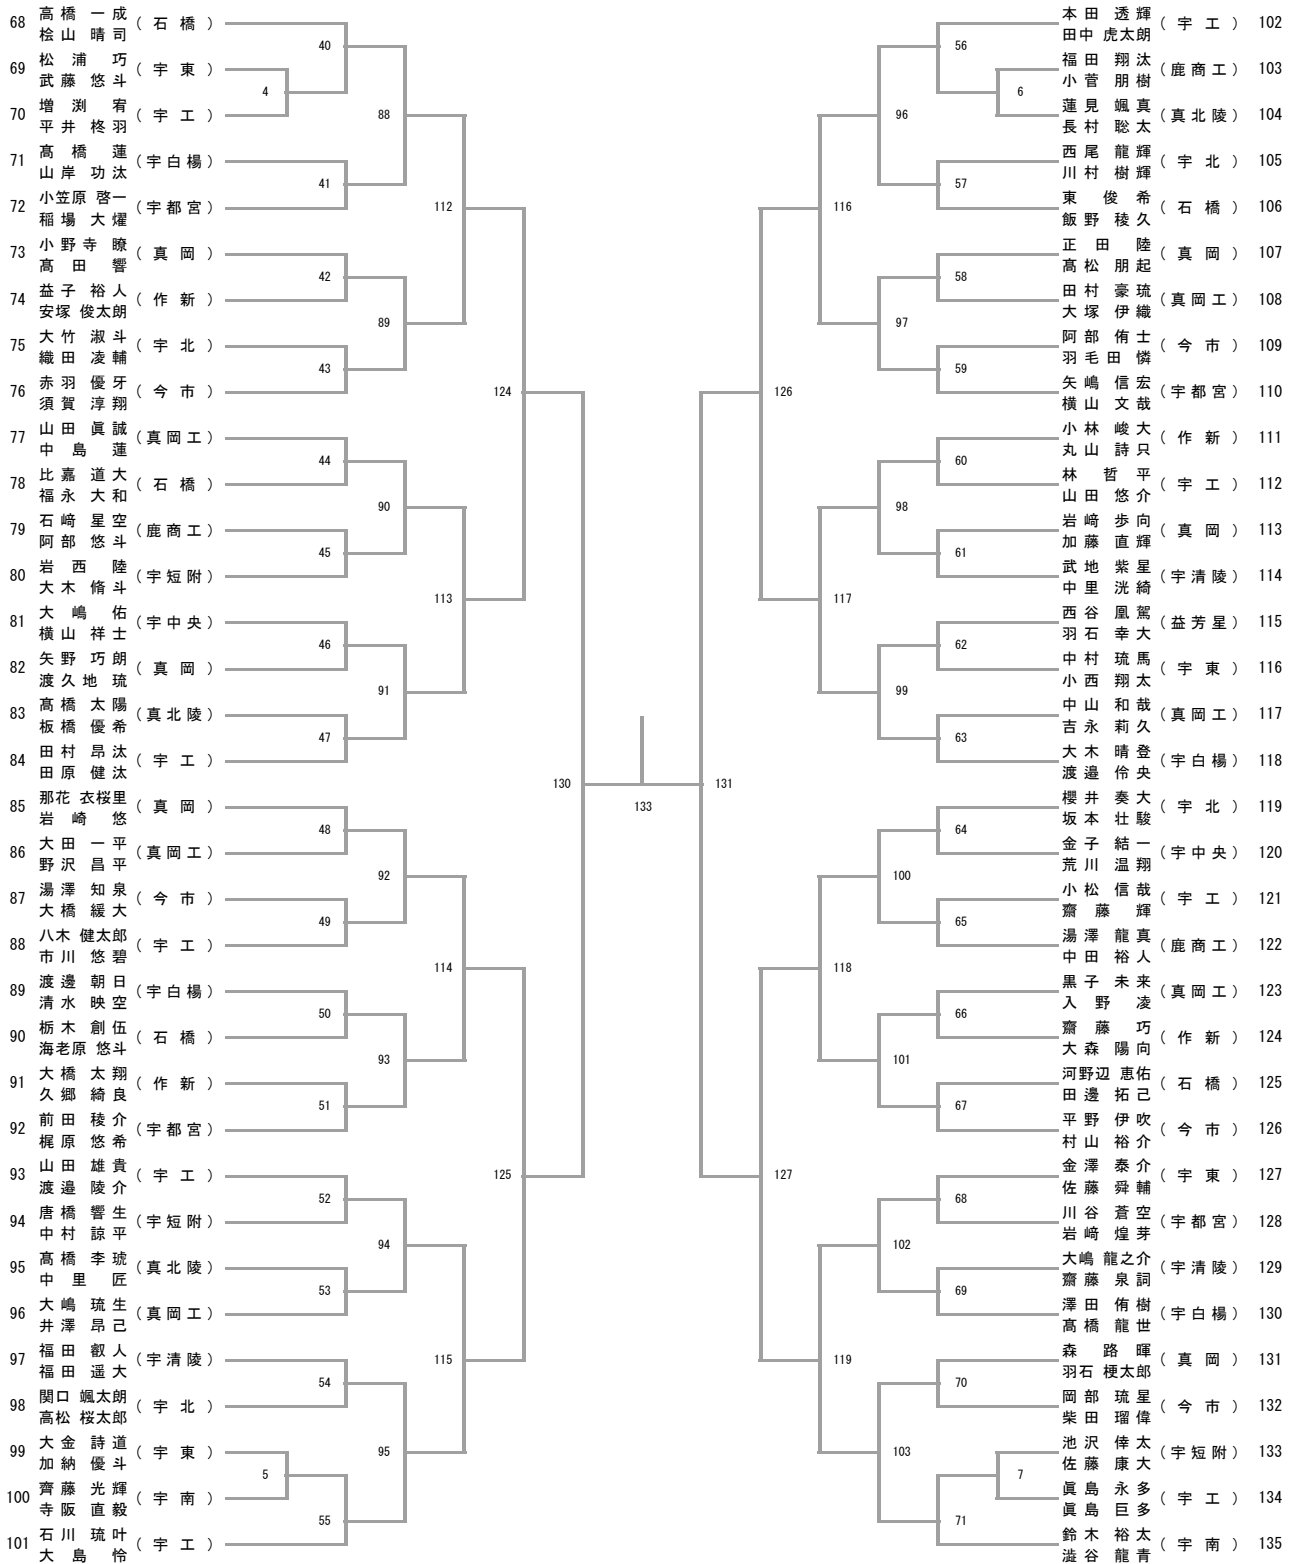 68 高橋 一成 (石橋)
桧山 晴司
69 松浦 巧 (宇東)
武藤 悠斗
70 増渕 宥 (宇工)
平井 柊羽
71 髙橋 蓮 (宇白楊)
山岸 功汰
72 小笠原 啓一 (宇都宮)
稲場 大燿
73 小野寺 瞭 (真岡)
髙田 響
74 益子 裕人 (作新)
安塚 俊太朗
75 大竹 淑斗 (宇北)
織田 凌輔
76 赤羽 優牙 (今市)
須賀 淳翔
77 山田 眞誠 (真岡工)
中島 蓮
78 比嘉 道大 (石橋)
福永 大和
79 石﨑 星空 (鹿商工)
阿部 悠斗
80 岩西 陸 (宇短附)
大木 脩斗
81 大嶋 佑 (宇中央)
横山 祥士
82 矢野 巧朗 (真岡)
渡久地 琉
83 髙橋 太陽 (真北陵)
板橋 優希
84 田村 昂汰 (宇工)
田原 健汰
85 那花 衣桜里 (真岡)
岩崎 悠
86 大田 一平 (真岡工)
野沢 昌平
87 湯澤 知泉 (今市)
大橋 緩大
88 八木 健太郎 (宇工)
市川 悠碧
89 渡邊 朝日 (宇白楊)
清水 映空
90 栃木 創伍 (石橋)
海老原 悠斗
91 大橋 太翔 (作新)
久郷 綺良
92 前田 稜介 (宇都宮)
梶原 悠希
93 山田 雄貴 (宇工)
渡邉 陵介
94 唐橋 響生 (宇短附)
中村 諒平
95 髙橋 李琥 (真北陵)
中里 匠
96 大嶋 琉生 (真岡工)
井澤 昂己
97 福田 叡人 (宇清陵)
福田 遥大
98 関口 颯太朗 (宇北)
高松 桜太郎
99 大金 詩道 (宇東)
加納 優斗
100 齊藤 光輝 (宇南)
寺阪 直毅
101 石川 琉叶 (宇工)
大島 怜
4
5
40
41
42
43
44
45
46
47
48
49
50
51
52
53
54
55
88
89
90
91
92
93
94
95
112
113
114
115
124
125
130
133
131
126
127
116
117
118
119
96
97
98
99
100
101
102
103
56
57
58
59
60
61
62
63
64
65
66
67
68
69
70
71
6
7
本田 透輝 (宇工) 102
田中 虎太朗
福田 翔汰 (鹿商工) 103
小菅 朋樹
蓮見 颯真 (真北陵) 104
長村 聡太
西尾 龍輝 (宇北) 105
川村 樹輝
東 俊希 (石橋) 106
飯野 稜久
正田 陸 (真岡) 107
髙松 朋起
田村 豪琉 (真岡工) 108
大塚 伊織
阿部 侑士 (今市) 109
羽毛田 憐
矢嶋 信宏 (宇都宮) 110
横山 文哉
小林 峻大 (作新) 111
丸山 詩只
林 哲平 (宇工) 112
山田 悠介
岩﨑 歩向 (真岡) 113
加藤 直輝
武地 紫星 (宇清陵) 114
中里 洸綺
西谷 凰駕 (益芳星) 115
羽石 幸大
中村 琉馬 (宇東) 116
小西 翔太
中山 和哉 (真岡工) 117
吉永 莉久
大木 晴登 (宇白楊) 118
渡邉 伶央
櫻井 奏大 (宇北) 119
坂本 壮駿
金子 結一 (宇中央) 120
荒川 温翔
小松 信哉 (宇工) 121
齋藤 輝
湯澤 龍真 (鹿商工) 122
中田 裕人
黒子 未来 (真岡工) 123
入野 凌
齋藤 巧 (作新) 124
大森 陽向
河野辺 恵佑 (石橋) 125
田邊 拓己
平野 伊吹 (今市) 126
村山 裕介
金澤 泰介 (宇東) 127
佐藤 舜輔
川谷 蒼空 (宇都宮) 128
岩﨑 煌芽
大嶋 龍之介 (宇清陵) 129
齋藤 泉詞
澤田 侑樹 (宇白楊) 130
髙橋 龍世
森 路暉 (真岡) 131
羽石 梗太郎
岡部 琉星 (今市) 132
柴田 瑠偉
池沢 倖太 (宇短附) 133
佐藤 康大
眞島 永多 (宇工) 134
眞島 巨多
鈴木 裕太 (宇南) 135
澁谷 龍青